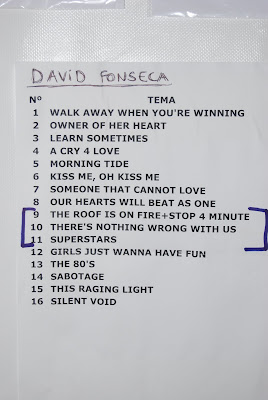 DAVID FONSECA
Nº TEMA
1 WALK AWAY WHEN YOU'RE WINNING
2 OWNER OF HER HEART
3 LEARN SOMETIMES
4 A CRY 4 LOVE
5 MORNING TIDE
6 KISS ME, OH KISS ME
7 SOMEONE THAT CANNOT LOVE
8 OUR HEARTS WILL BEAT AS ONE
9 THE ROOF IS ON FIRE+STOP 4 MINUTE
10 THERE'S NOTHING WRONG WITH US
11 SUPERSTARS
12 GIRLS JUST WANNA HAVE FUN
13 THE 80'S
14 SABOTAGE
15 THIS RAGING LIGHT
16 SILENT VOID